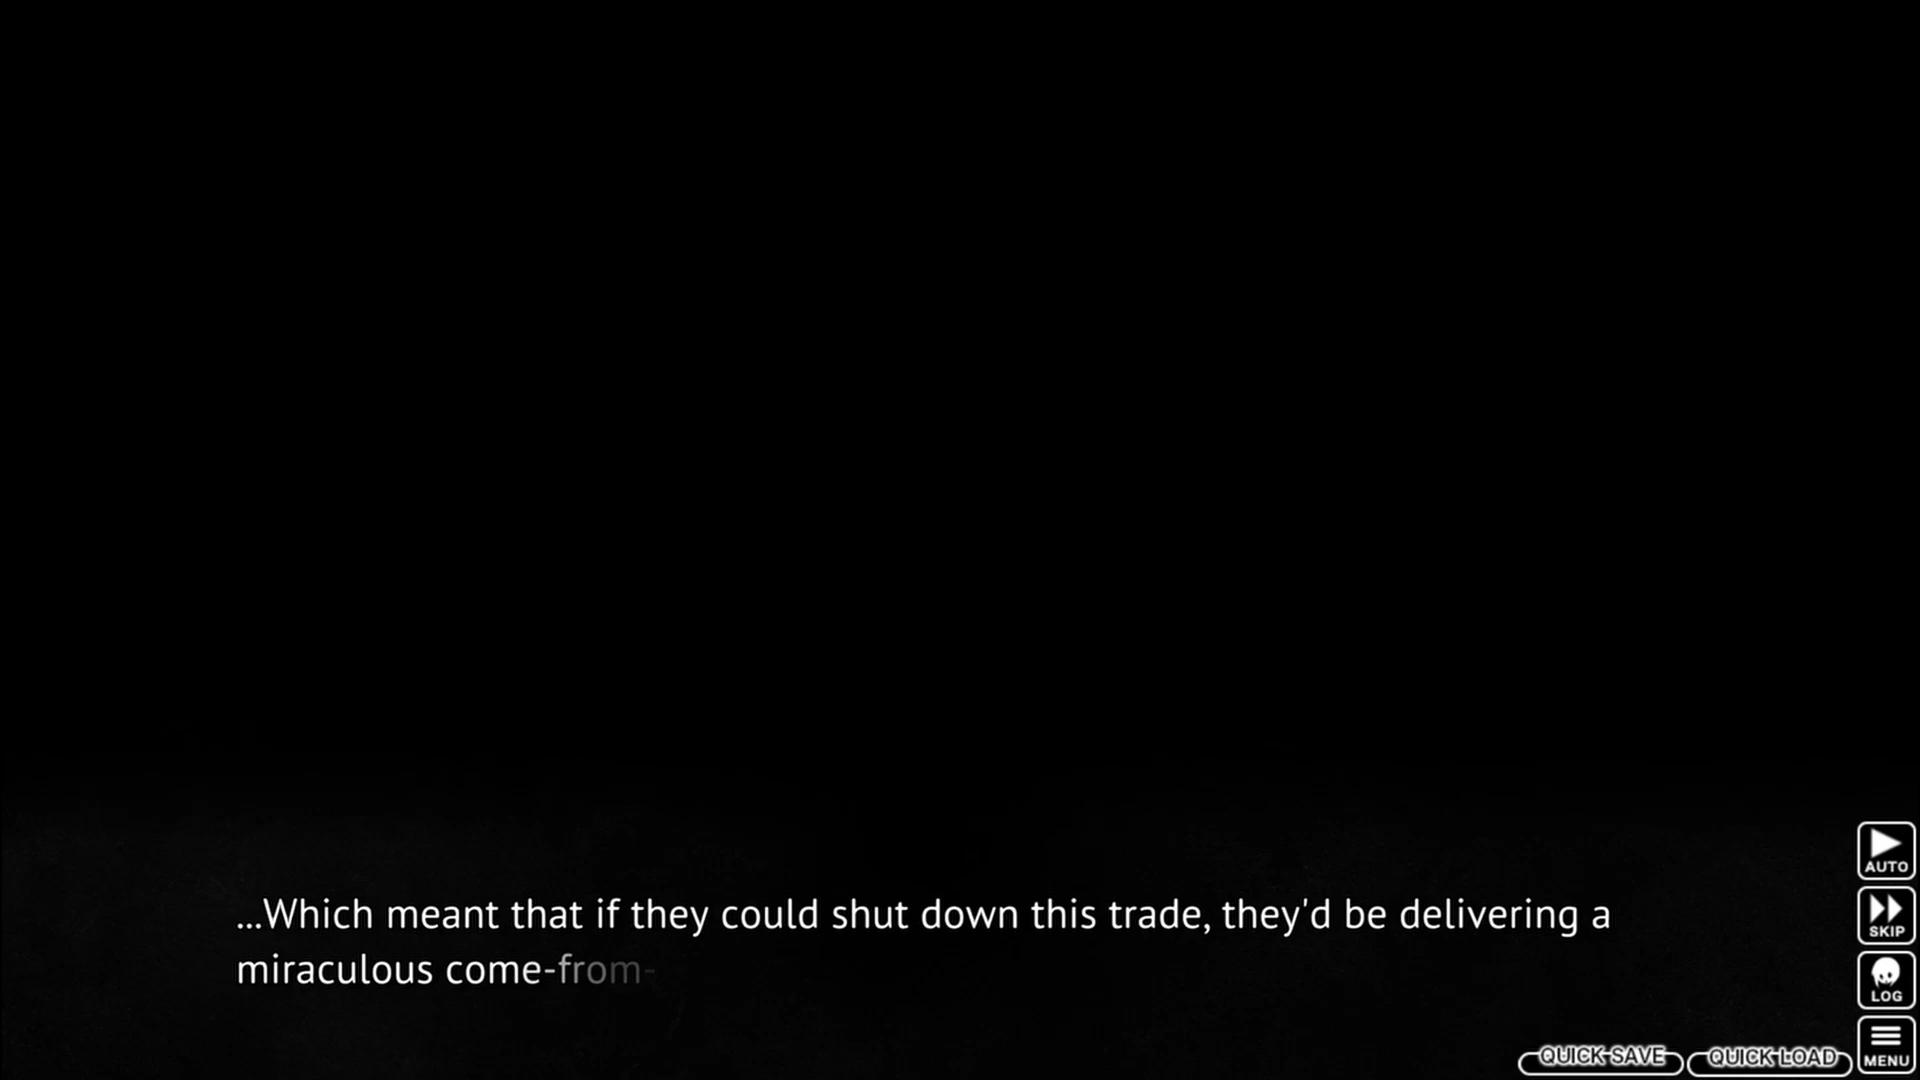 ...Which meant that if they could shut down this trade, they'd be delivering a
miraculous come-from-
AUTO
SKIP
LOG
QUICK SAVE
QUICK LOAD
MENU